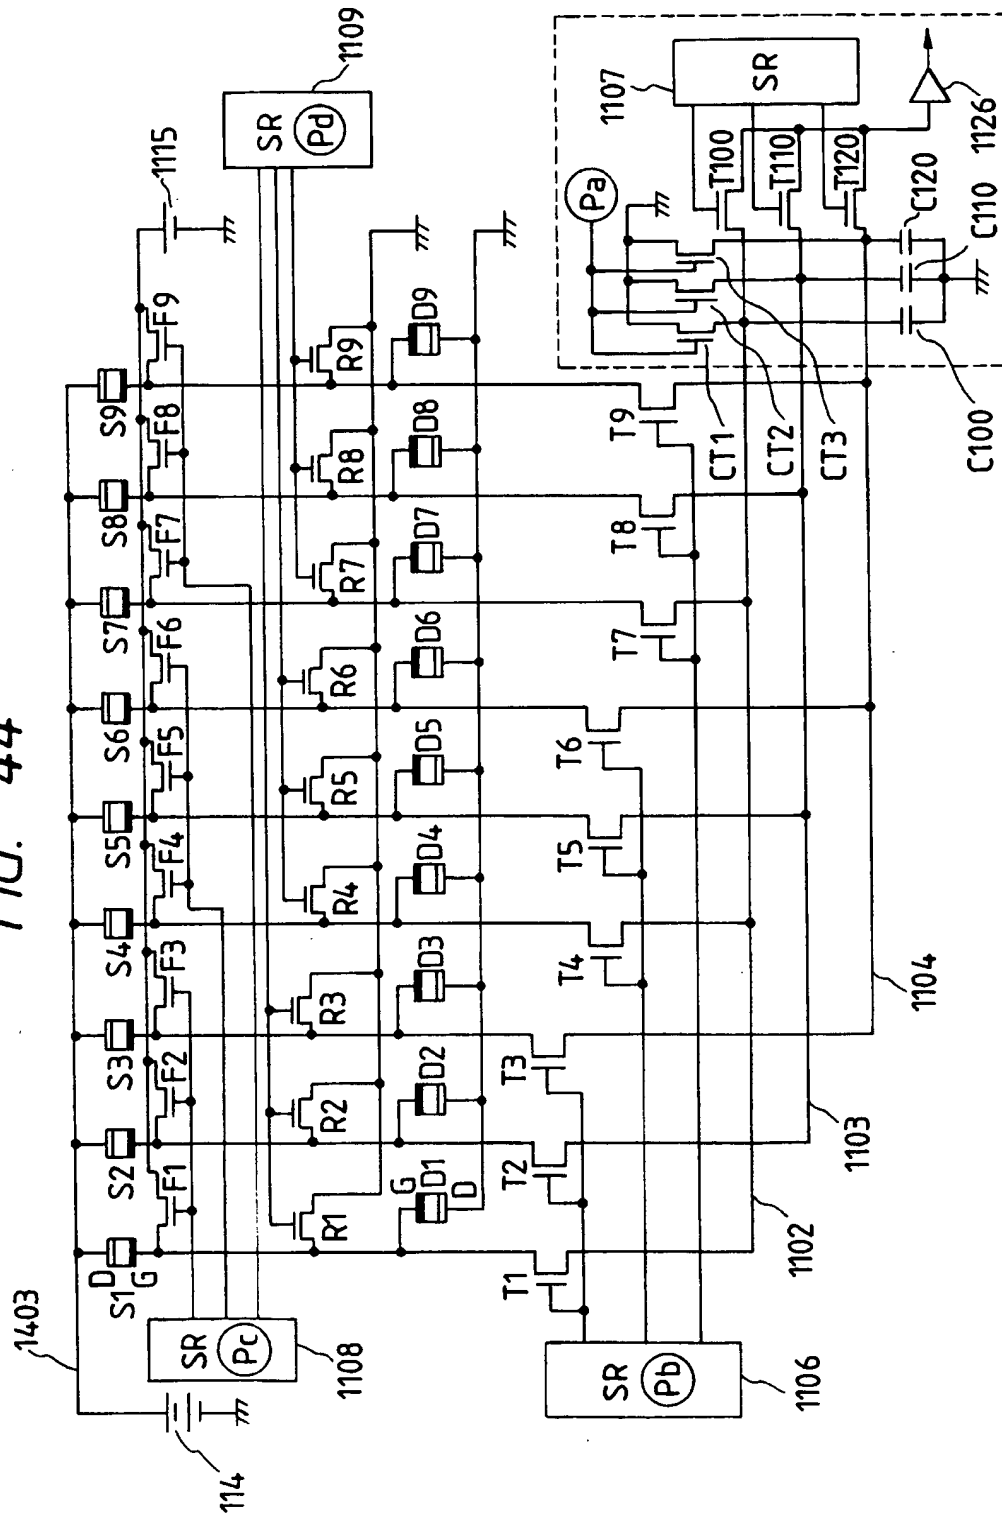 FIG. 44
1403
114
S1 S2 S3 S4 S5 S6 S7 S8 S9
D
G
F1 F2 F3 F4 F5 F6 F7 F8 F9
1115
SR Pc
1108
SR Pd
1109
R1 R2 R3 R4 R5 R6 R7 R8 R9
G
D1 D2 D3 D4 D5 D6 D7 D8 D9
D
T1 T2 T3 T4 T5 T6 T7 T8 T9
SR Pb
1106
1102
1103
1104
Pa
1107
SR
T100
T110
T120
CT1
CT2
CT3
C100
C110
C120
1126